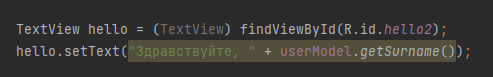 TextView hello = (TextView) findViewById(R.id.hello2);
hello.setText("Здравствуйте, " + userModel.getSurname());